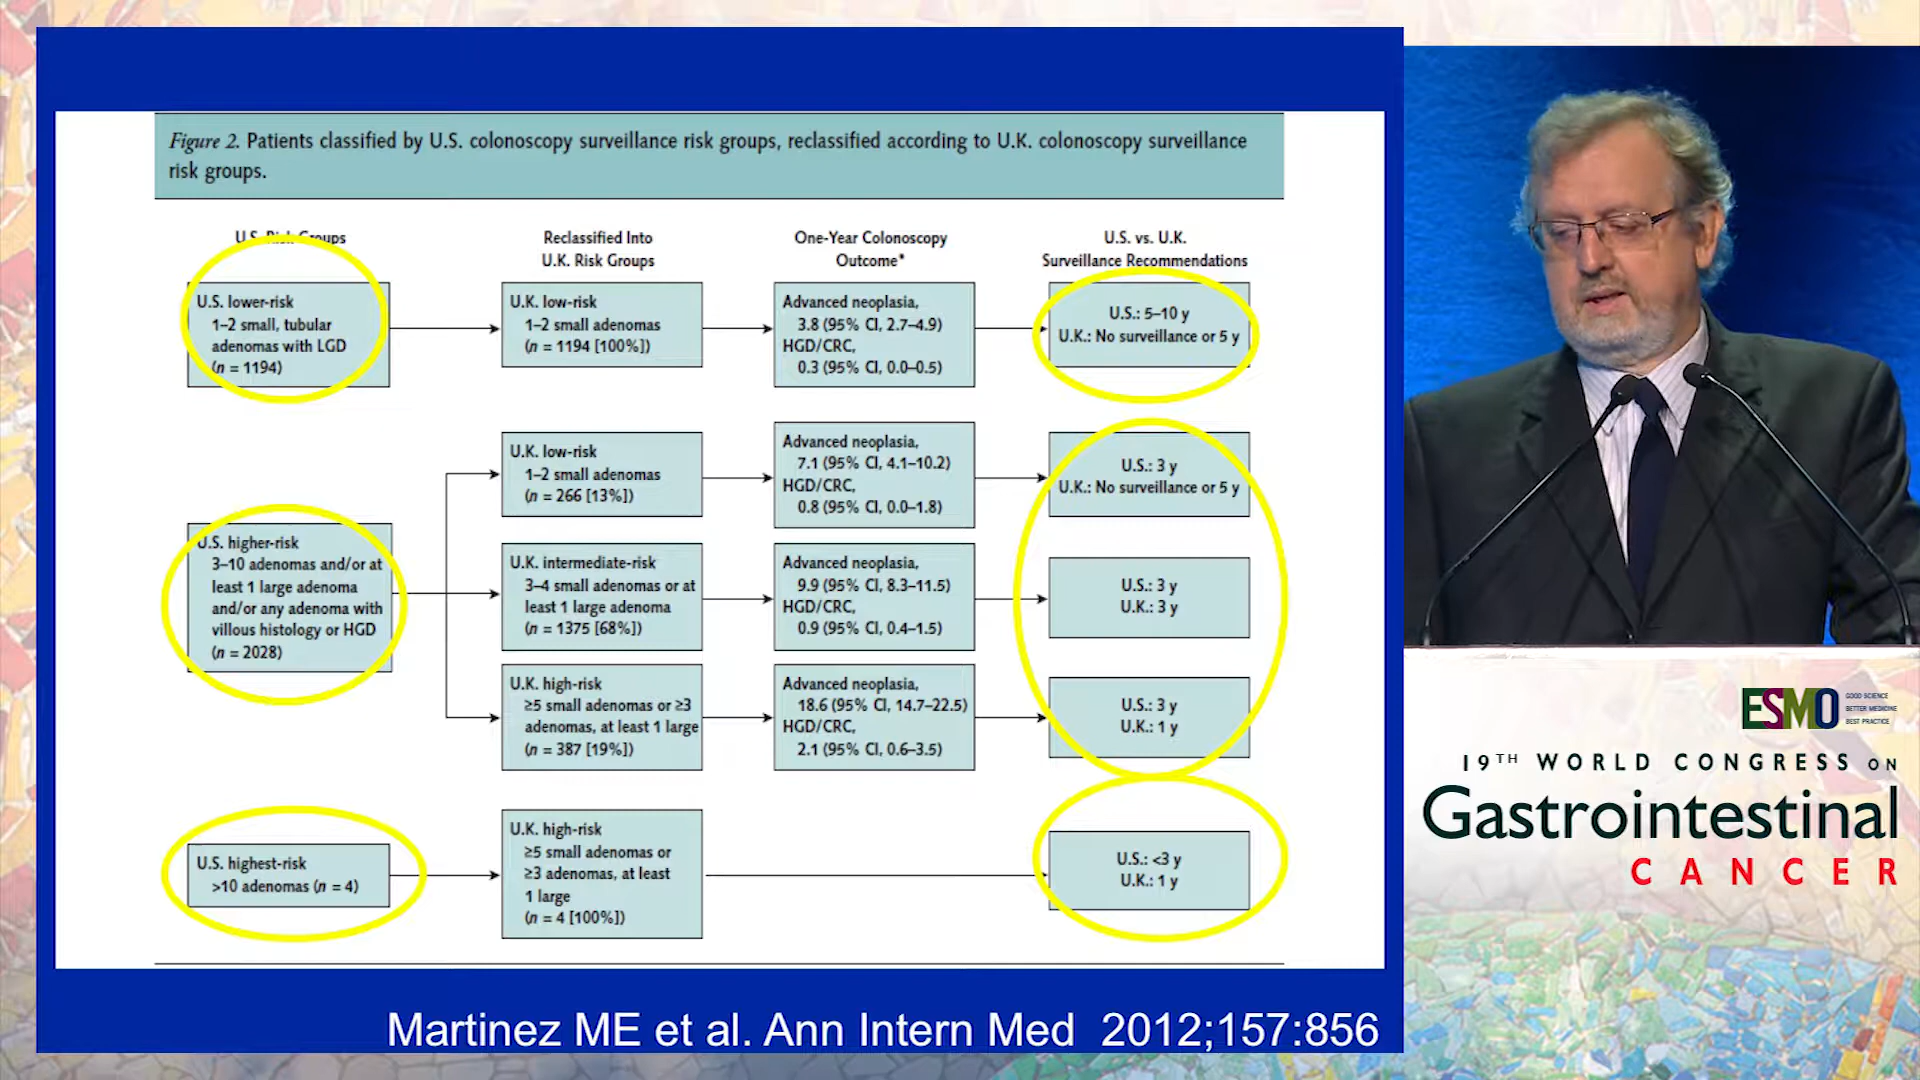 Figure 2. Patients classified by U.S. colonoscopy surveillance risk groups, reclassified according to U.K. colonoscopy surveillance
risk groups.
U.S. Risk Groups
Reclassified Into
U.K. Risk Groups
One-Year Colonoscopy
Outcome*
U.S. vs. U.K.
Surveillance Recommendations
U.S. lower-risk
1–2 small, tubular
adenomas with LGD
(n = 1194)
U.K. low-risk
1–2 small adenomas
(n = 1194 [100%])
Advanced neoplasia,
3.8 (95% CI, 2.7–4.9)
HGD/CRC,
0.3 (95% CI, 0.0–0.5)
U.S.: 5–10 y
U.K.: No surveillance or 5 y
U.S. higher-risk
3–10 adenomas and/or at
least 1 large adenoma
and/or any adenoma with
villous histology or HGD
(n = 2028)
U.K. low-risk
1–2 small adenomas
(n = 266 [13%])
Advanced neoplasia,
7.1 (95% CI, 4.1–10.2)
HGD/CRC,
0.8 (95% CI, 0.0–1.8)
U.S.: 3 y
U.K.: No surveillance or 5 y
U.K. intermediate-risk
3–4 small adenomas or at
least 1 large adenoma
(n = 1375 [68%])
Advanced neoplasia,
9.9 (95% CI, 8.3–11.5)
HGD/CRC,
0.9 (95% CI, 0.4–1.5)
U.S.: 3 y
U.K.: 3 y
U.K. high-risk
≥5 small adenomas or ≥3
adenomas, at least 1 large
(n = 387 [19%])
Advanced neoplasia,
18.6 (95% CI, 14.7–22.5)
HGD/CRC,
2.1 (95% CI, 0.6–3.5)
U.S.: 3 y
U.K.: 1 y
U.S. highest-risk
>10 adenomas (n = 4)
U.K. high-risk
≥5 small adenomas or
≥3 adenomas, at least
1 large
(n = 4 [100%])
U.S.: <3 y
U.K.: 1 y
Martinez ME et al. Ann Intern Med 2012;157:856
ESMO
GOOD SCIENCE
BETTER MEDICINE
BEST PRACTICE
19TH WORLD CONGRESS ON
Gastrointestinal
CANCER